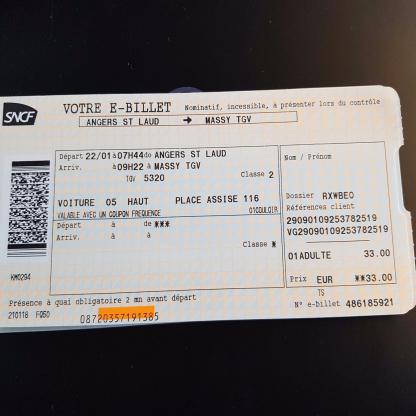 SNCF
VOTRE E-BILLET Nominatif, incessible, à présenter lors du contrôle
ANGERS ST LAUD → MASSY TGV
Départ 22/01 à 07H44 de ANGERS ST LAUD
Arriv. à 09H22 à MASSY TGV
TGV 5320 Classe 2
VOITURE 05 HAUT PLACE ASSISE 116
VALABLE AVEC UN COUPON FREQUENCE 01COULOIR
Départ à de ***
Arriv. à à
Classe *
Nom / Prénom
Dossier RXWBEO
Références client
29090109253782519
VG29090109253782519
01ADULTE 33.00
Prix EUR **33.00
TS
N° e-billet 486185921
KM0294
Présence à quai obligatoire 2 mn avant départ
210118 FQ50
08720357191385